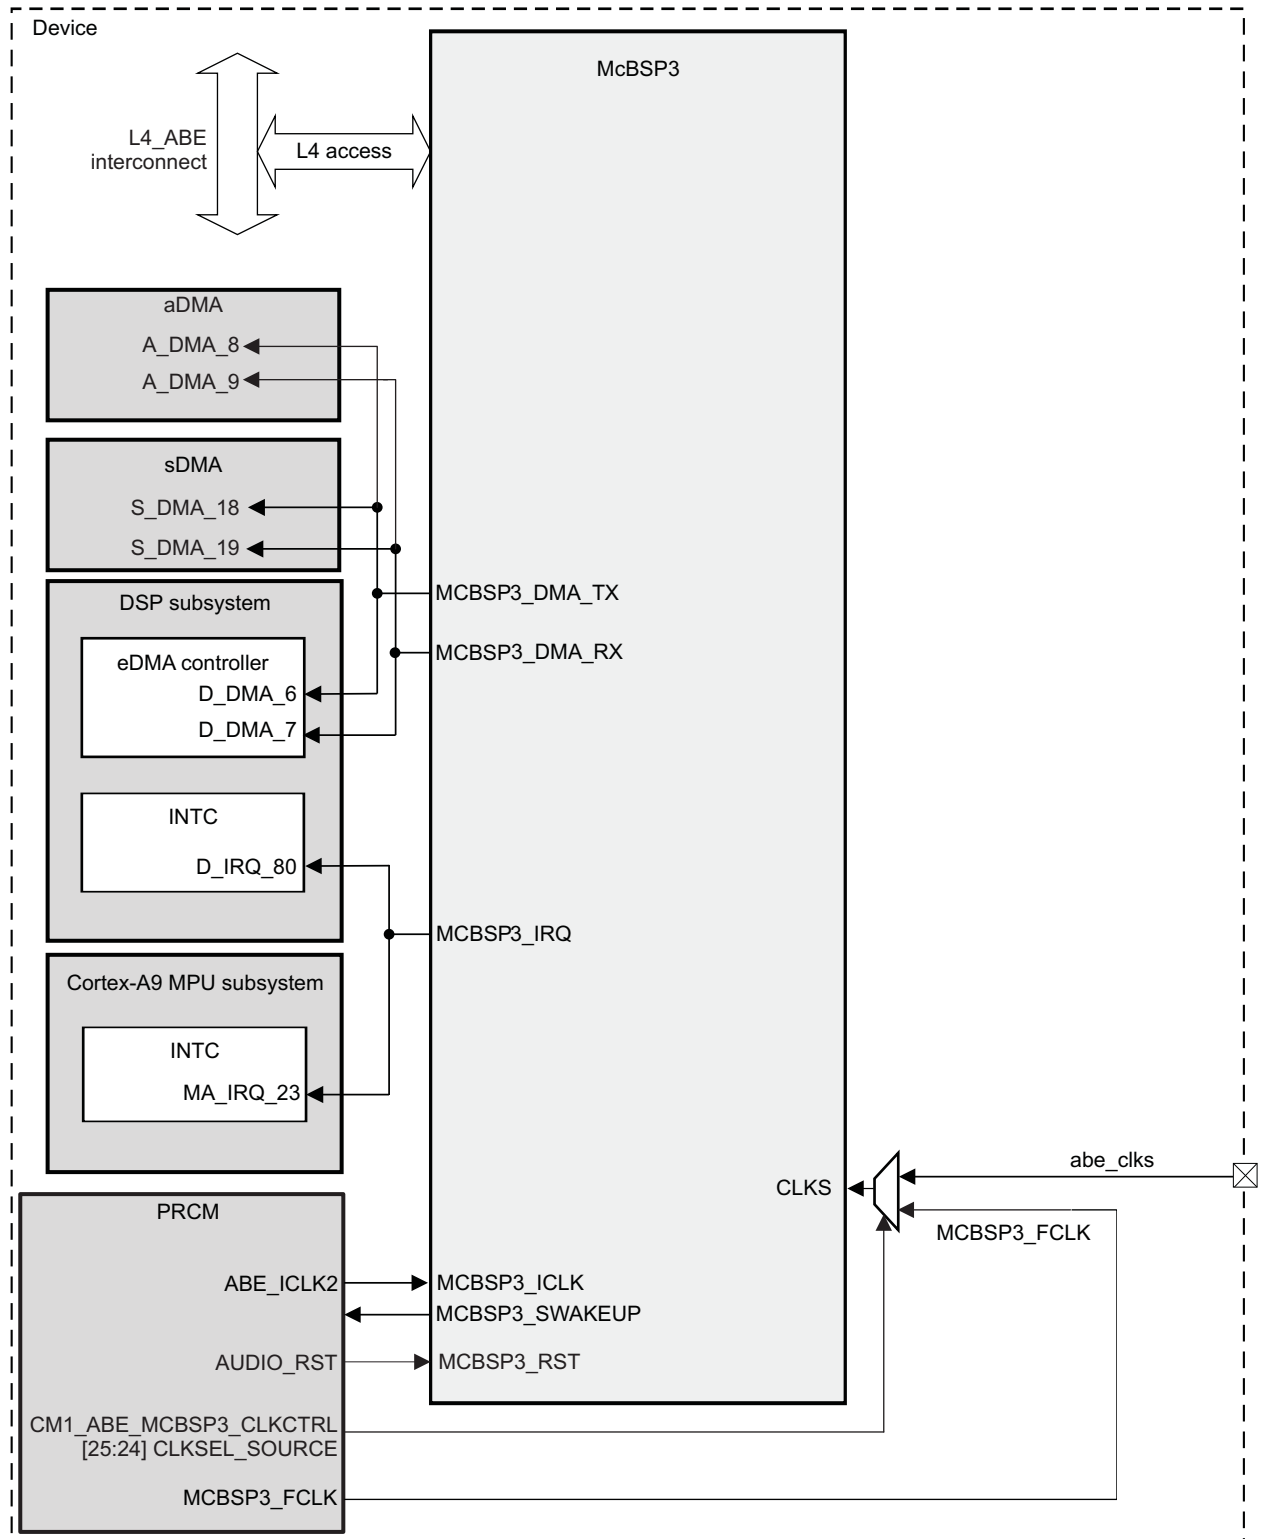 Device
McBSP3
L4_ABE
interconnect
L4 access
aDMA
A_DMA_8
A_DMA_9
sDMA
S_DMA_18
S_DMA_19
DSP subsystem
MCBSP3_DMA_TX
eDMA controller
MCBSP3_DMA_RX
D_DMA_6
D_DMA_7
INTC
D_IRQ_80
MCBSP3_IRQ
Cortex-A9 MPU subsystem
INTC
MA_IRQ_23
abe_clks
CLKS
PRCM
MCBSP3_FCLK
ABE_ICLK2
MCBSP3_ICLK
MCBSP3_SWAKEUP
AUDIO_RST
MCBSP3_RST
CM1_ABE_MCBSP3_CLKCTRL
[25:24] CLKSEL_SOURCE
MCBSP3_FCLK